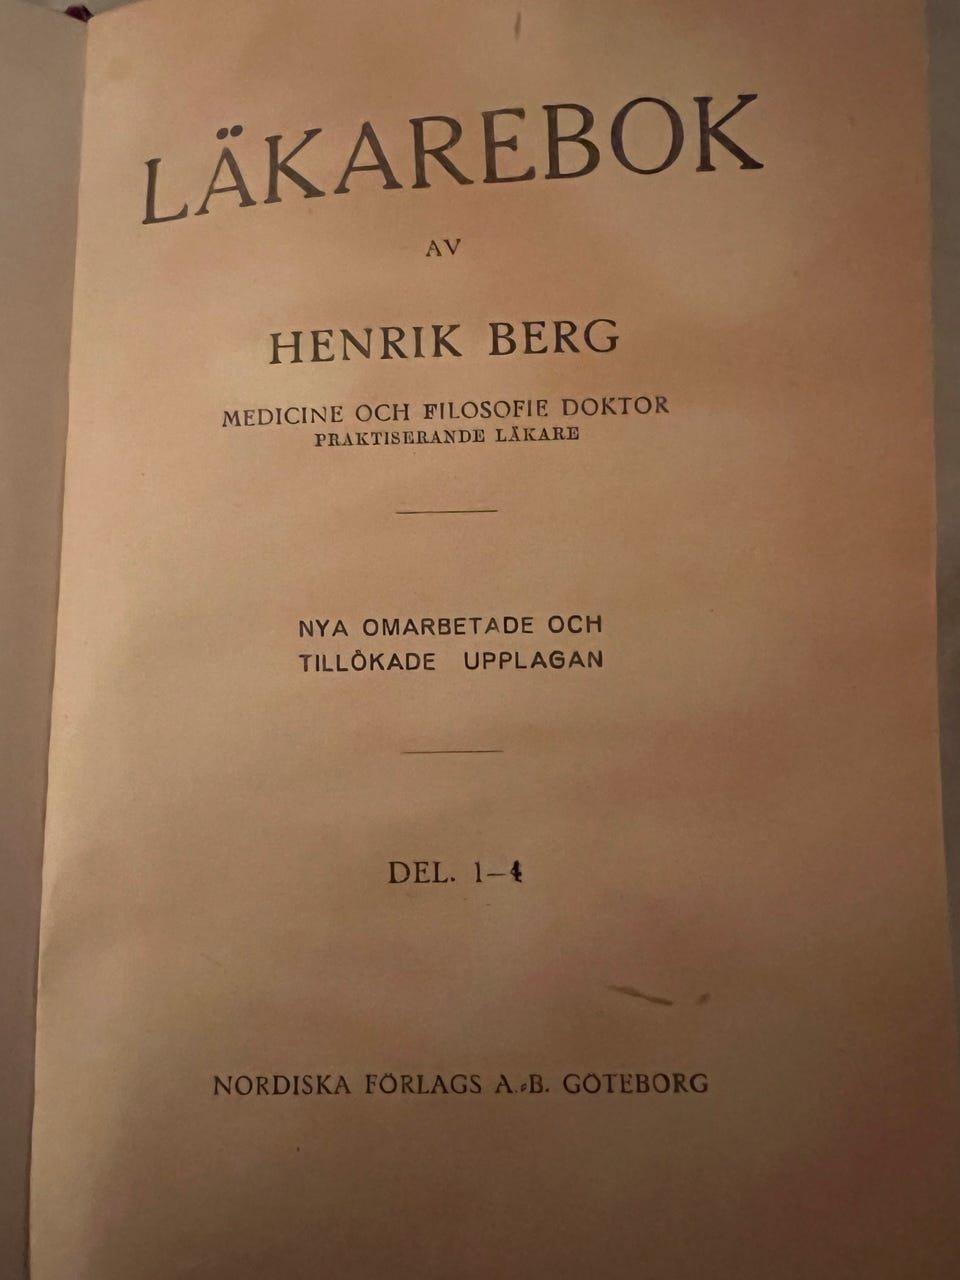 LÄKAREBOK
AV
HENRIK BERG
MEDICINE OCH FILOSOFIE DOKTOR
PRAKTISERANDE LÄKARE
NYA OMARBETADE OCH
TILLÖKADE UPPLAGAN
DEL. 1–4
NORDISKA FÖRLAGS A.-B. GÖTEBORG